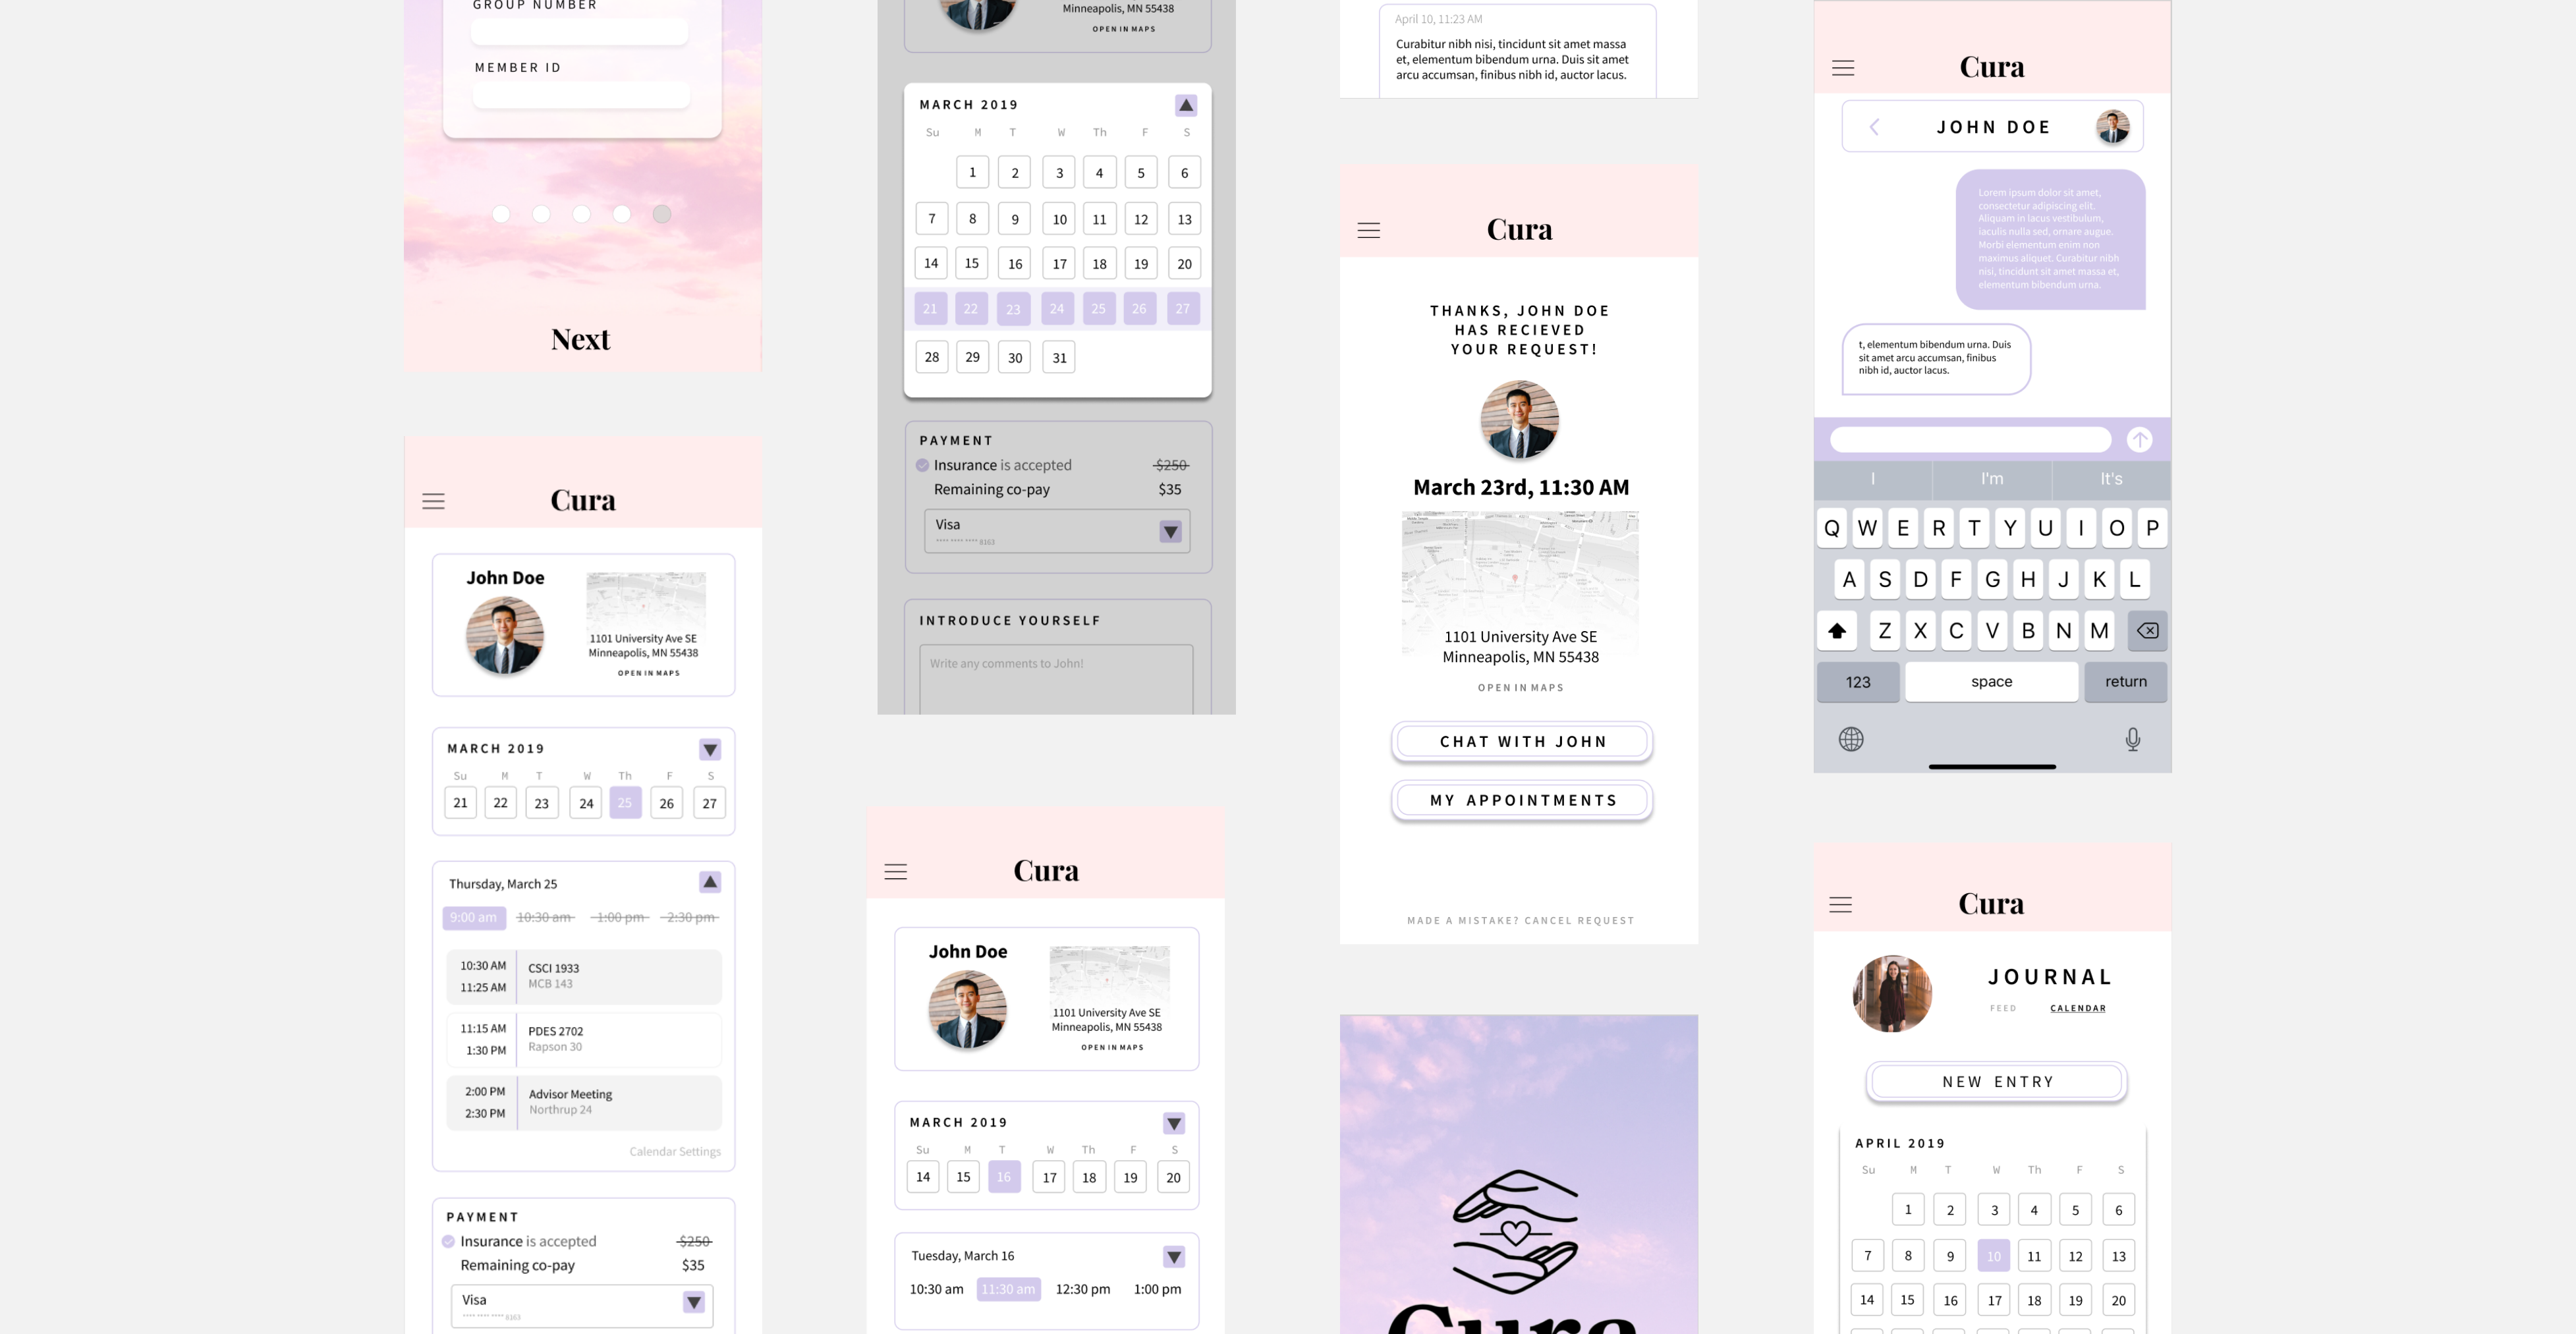 GROUP NUMBER
MEMBER ID
Next
Cura
John Doe
1101 University Ave SE
Minneapolis, MN 55438
OPEN IN MAPS
MARCH 2019
Su M T W Th F S
21 22 23 24 25 26 27
Thursday, March 25
9:00 am 10:30 am 1:00 pm 2:30 pm
10:30 AM CSCI 1933
11:25 AM MCB 143
11:15 AM PDES 2702
1:30 PM Rapson 30
2:00 PM Advisor Meeting
2:30 PM Northrup 24
Calendar Settings
PAYMENT
Insurance is accepted $250
Remaining co-pay $35
Visa
**** **** **** 8163
Minneapolis, MN 55438
OPEN IN MAPS
MARCH 2019
Su M T W Th F S
1 2 3 4 5 6
7 8 9 10 11 12 13
14 15 16 17 18 19 20
21 22 23 24 25 26 27
28 29 30 31
PAYMENT
Insurance is accepted $250
Remaining co-pay $35
Visa
**** **** **** 8163
INTRODUCE YOURSELF
Write any comments to John!
Cura
John Doe
1101 University Ave SE
Minneapolis, MN 55438
OPEN IN MAPS
MARCH 2019
Su M T W Th F S
14 15 16 17 18 19 20
Tuesday, March 16
10:30 am 11:30 am 12:30 pm 1:00 pm
April 10, 11:23 AM
Curabitur nibh nisi, tincidunt sit amet massa
et, elementum bibendum urna. Duis sit amet
arcu accumsan, finibus nibh id, auctor lacus.
Cura
THANKS, JOHN DOE
HAS RECIEVED
YOUR REQUEST!
March 23rd, 11:30 AM
1101 University Ave SE
Minneapolis, MN 55438
OPEN IN MAPS
CHAT WITH JOHN
MY APPOINTMENTS
MADE A MISTAKE? CANCEL REQUEST
Cura
Cura
JOHN DOE
Lorem ipsum dolor sit amet,
consectetur adipiscing elit.
Aliquam in lacus vestibulum,
iaculis nulla sed, ornare augue.
Morbi elementum enim non
maximus aliquet. Curabitur nibh
nisi, tincidunt sit amet massa et,
elementum bibendum urna.
t, elementum bibendum urna. Duis
sit amet arcu accumsan, finibus
nibh id, auctor lacus.
I I'm It's
Q W E R T Y U I O P
A S D F G H J K L
Z X C V B N M
123 space return
Cura
JOURNAL
FEED CALENDAR
NEW ENTRY
APRIL 2019
Su M T W Th F S
1 2 3 4 5 6
7 8 9 10 11 12 13
14 15 16 17 18 19 20